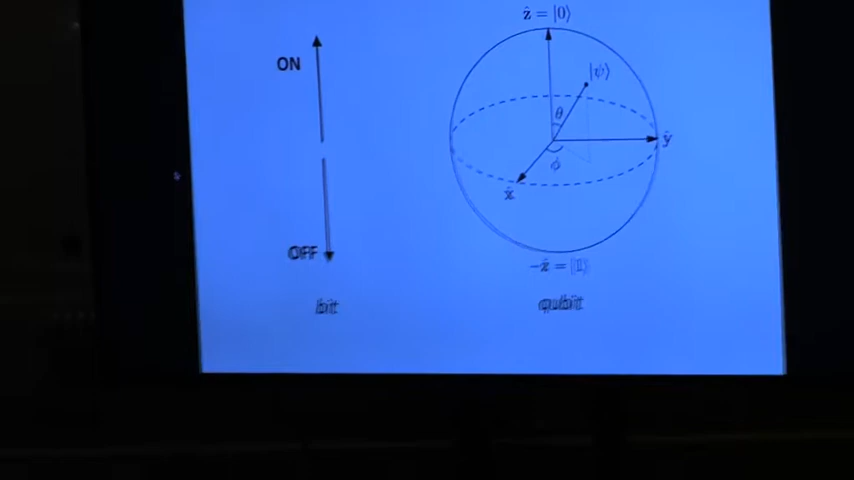 ON
OFF
bit
ẑ = |0⟩
|ψ⟩
θ
ϕ
ŷ
x̂
−ẑ = |1⟩
qubit